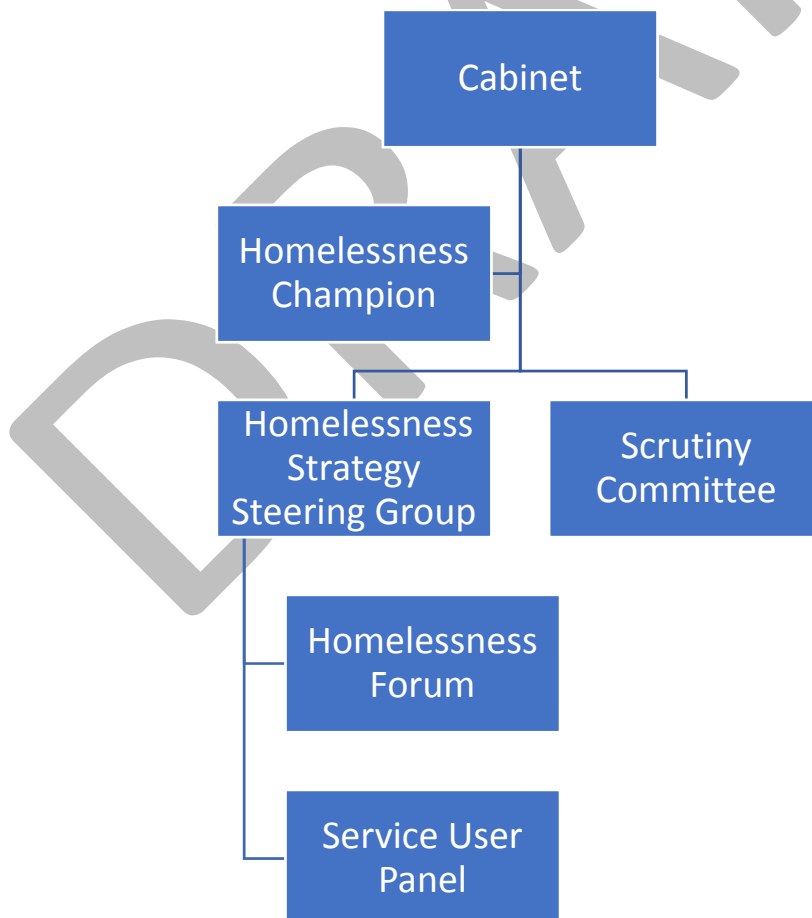 Cabinet
Homelessness
Champion
Homelessness
Strategy
Steering Group
Scrutiny
Committee
Homelessness
Forum
Service User
Panel